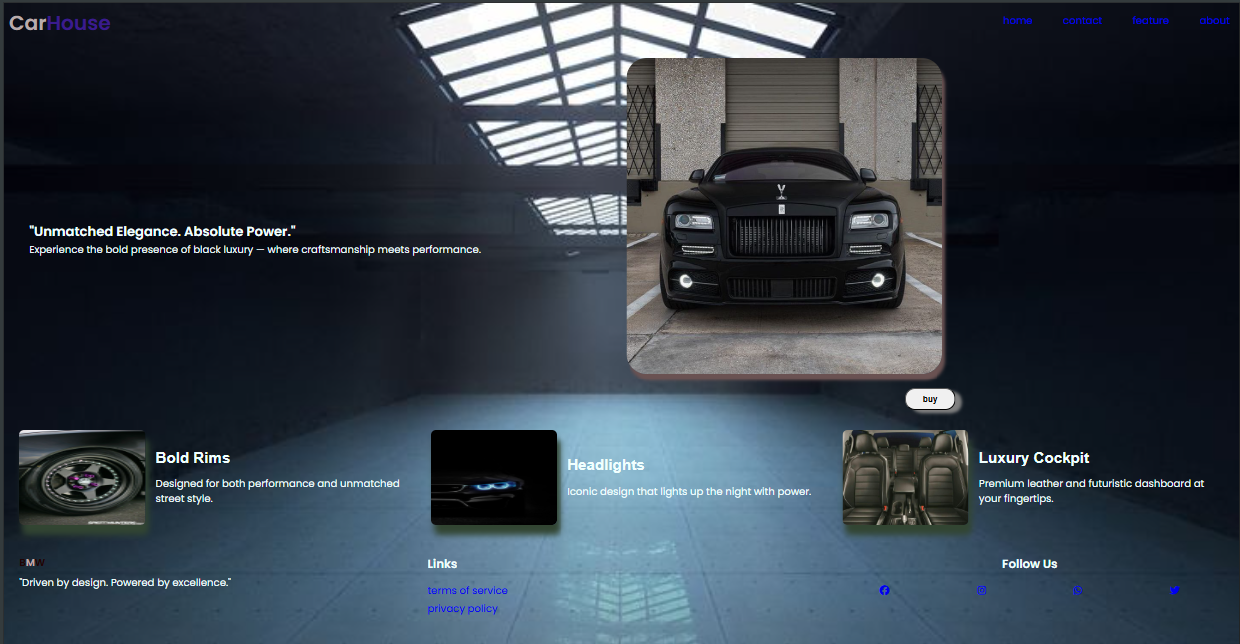 CarHouse
home contact feature about
"Unmatched Elegance. Absolute Power."
Experience the bold presence of black luxury — where craftsmanship meets performance.
buy
Bold Rims
Designed for both performance and unmatched
street style.
Headlights
Iconic design that lights up the night with power.
Luxury Cockpit
Premium leather and futuristic dashboard at
your fingertips.
BMW
"Driven by design. Powered by excellence."
Links
terms of service
privacy policy
Follow Us